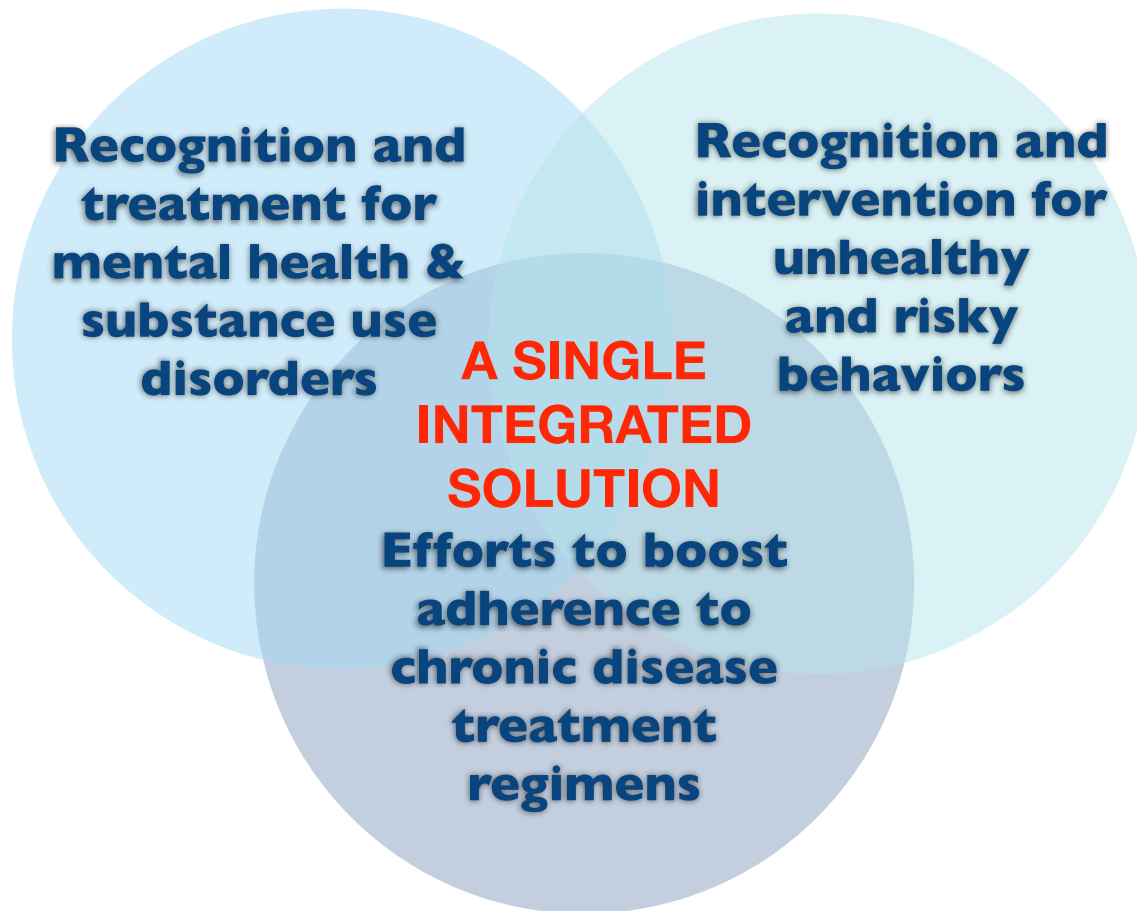 Recognition and
treatment for
mental health &
substance use
disorders
Recognition and
intervention for
unhealthy
and risky
behaviors
A SINGLE
INTEGRATED
SOLUTION
Efforts to boost
adherence to
chronic disease
treatment
regimens